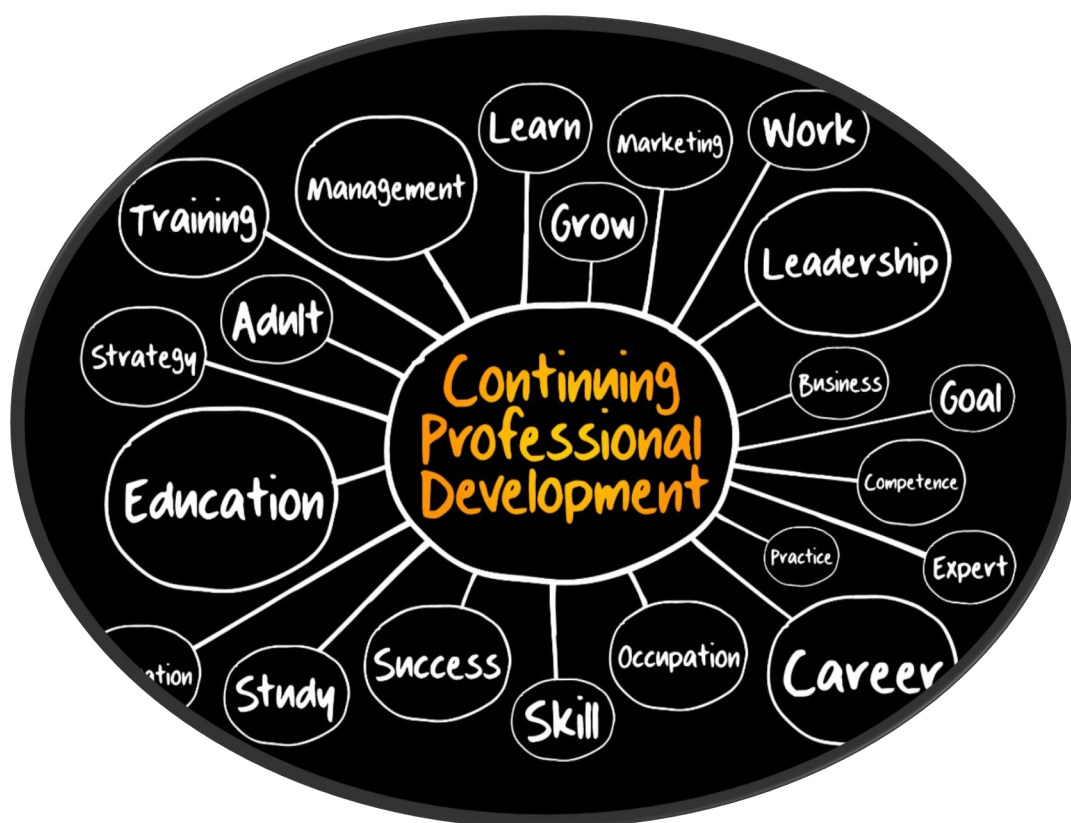 Learn
Marketing
Work
Management
Training
Grow
Leadership
Adult
Strategy
Continuing
Professional
Development
Business
Goal
Education
Competence
Practice
Expert
Success
Occupation
Career
Study
Skill